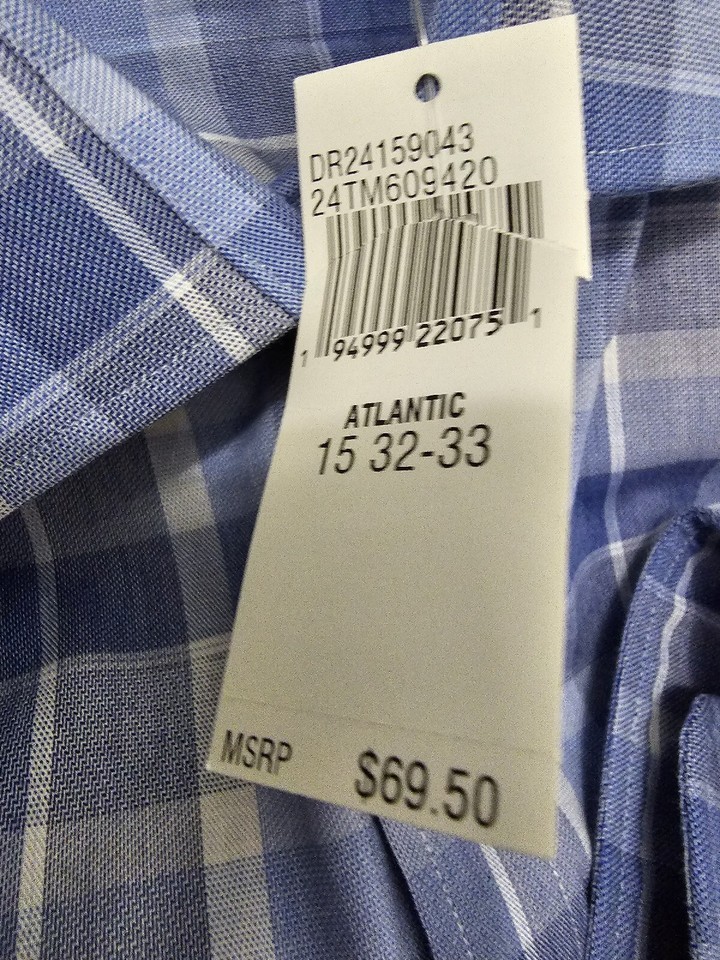 DR24159043
24TM609420
1 94999 22075 1
ATLANTIC
15 32-33
MSRP $69.50